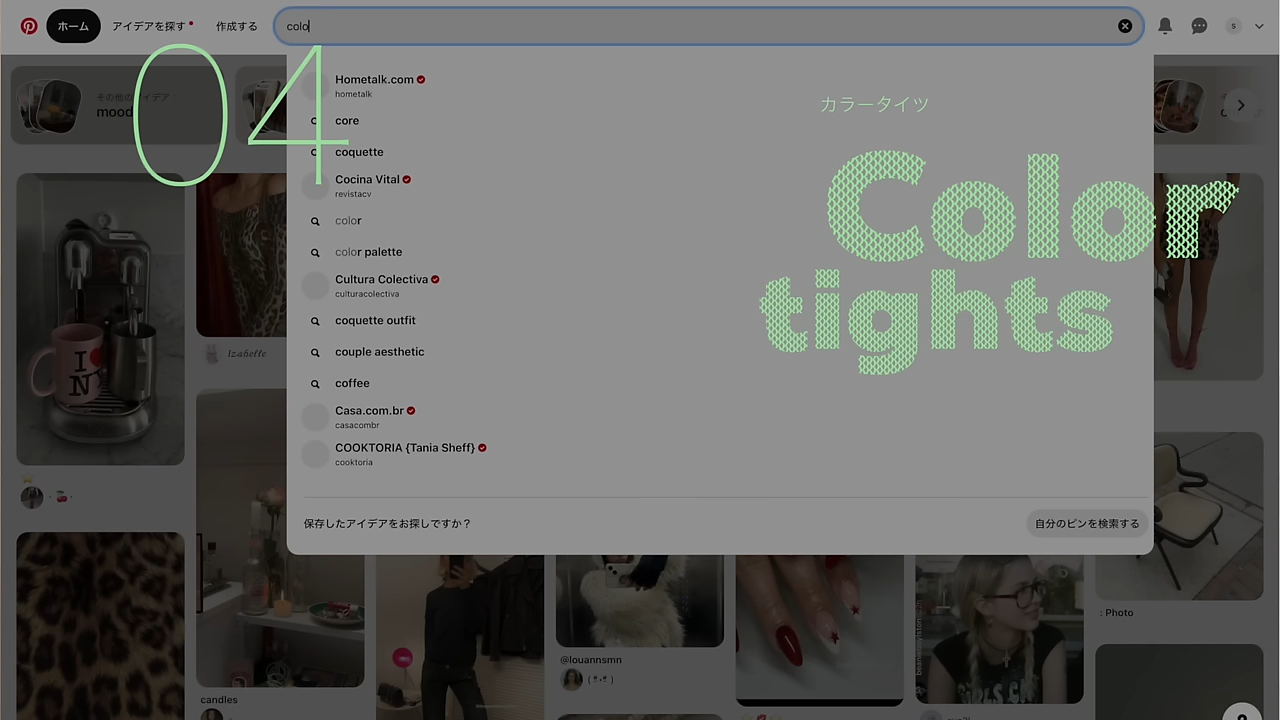 ホーム
アイデアを探す
作成する
colo
s
04
その他のアイデア
mood
Hometalk.com
hometalk
core
coquette
Cocina Vital
revistacv
color
color palette
Cultura Colectiva
culturacolectiva
coquette outfit
couple aesthetic
coffee
Casa.com.br
casacombr
COOKTORIA {Tania Sheff}
cooktoria
保存したアイデアをお探しですか？
自分のピンを検索する
カラータイツ
Color
tights
I
N
Izabelle
candles
@louannsmn
: Photo